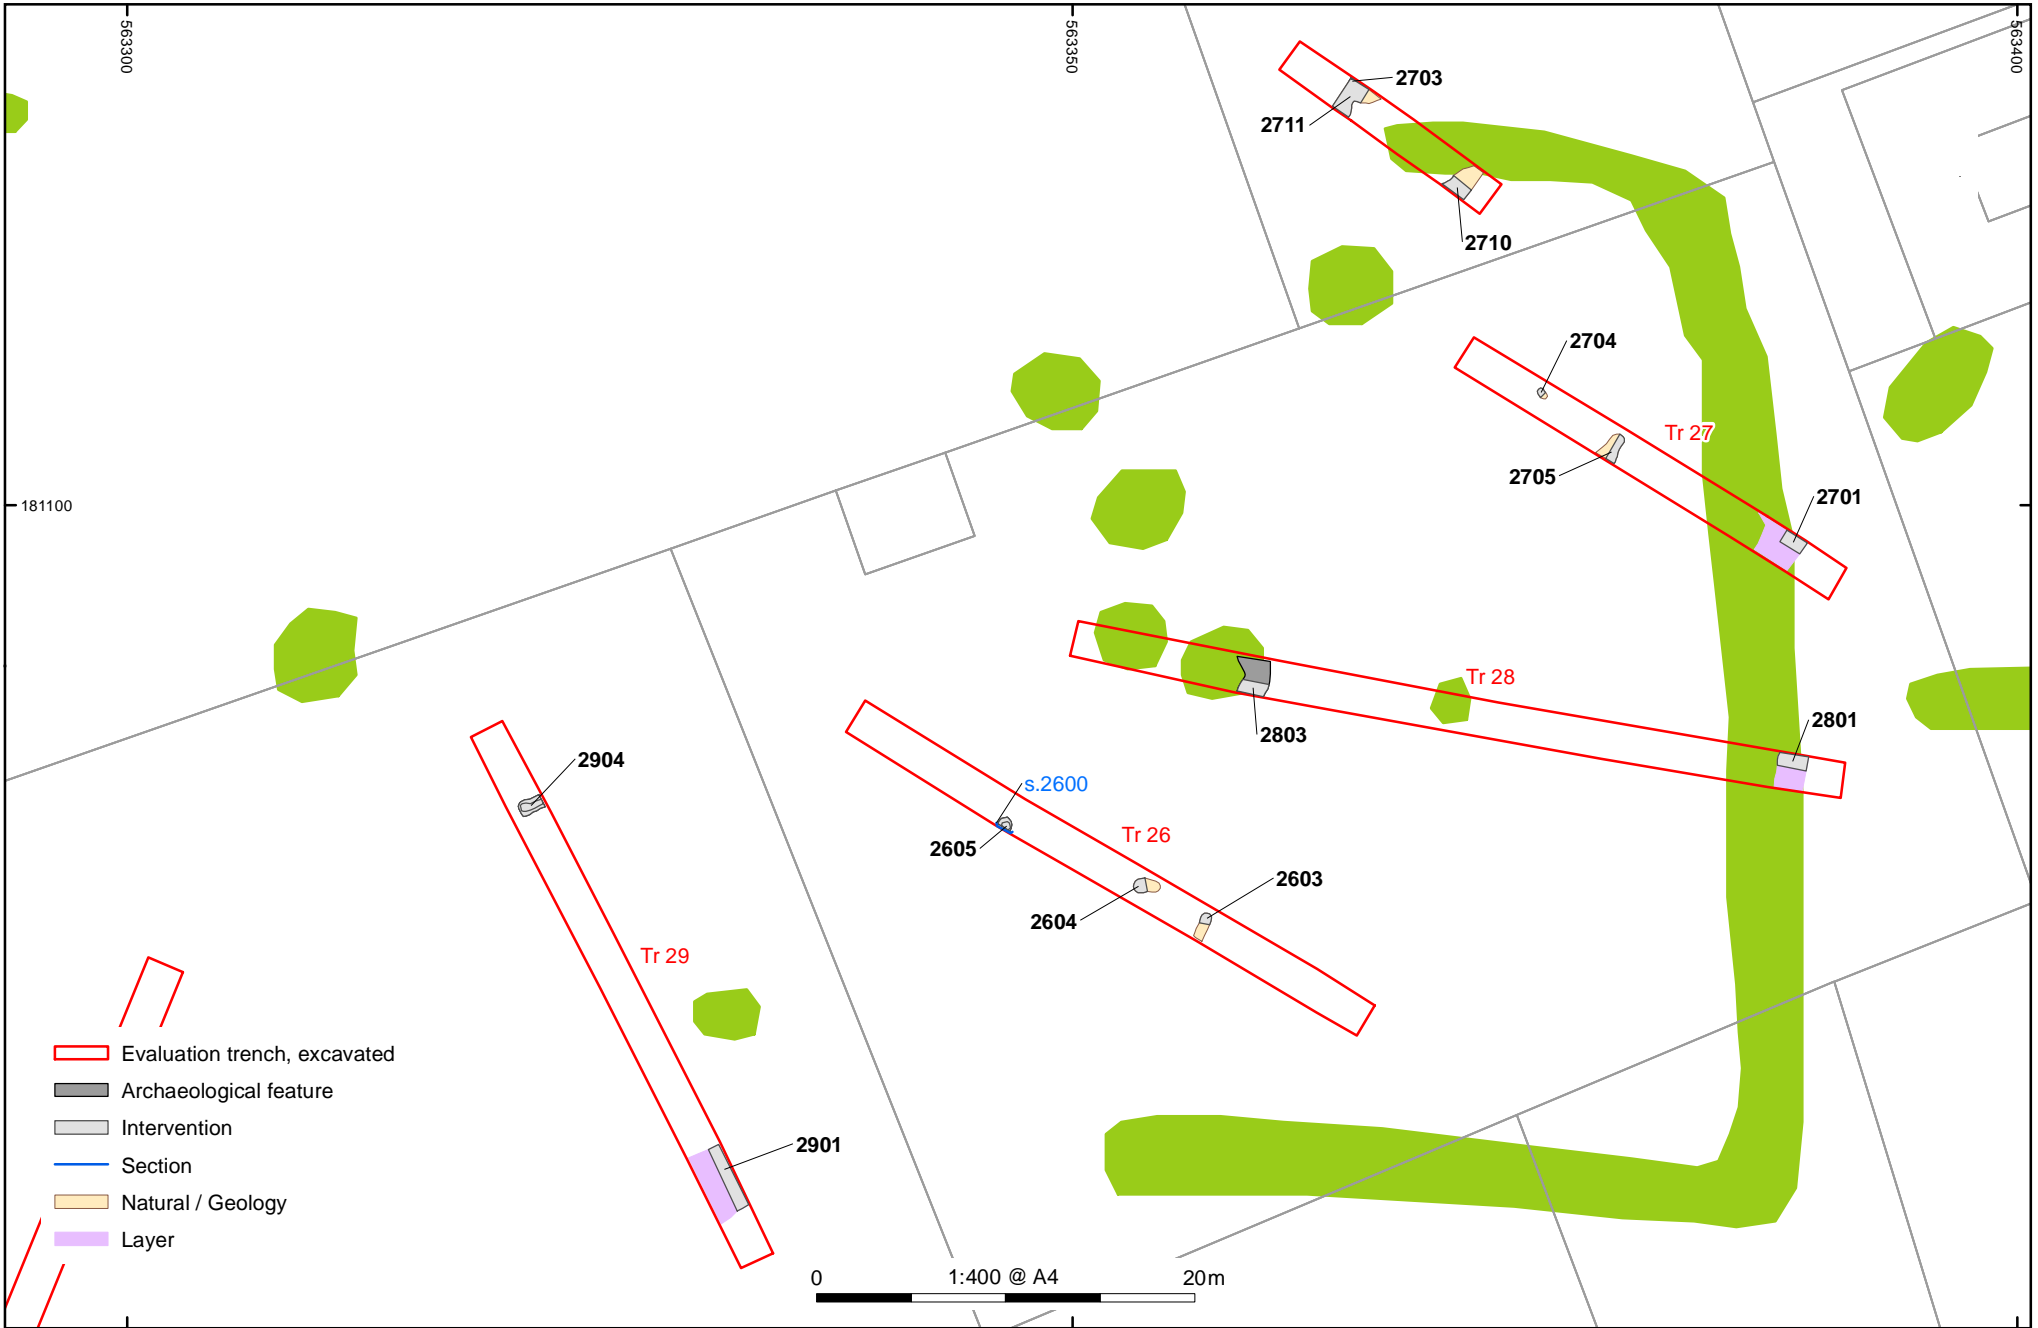 563300
563350
563400
2703
2711
2710
2704
Tr 27
2705
2701
181100
Tr 28
2801
2803
2904
s.2600
Tr 26
2605
2603
2604
Tr 29
Evaluation trench, excavated
Archaeological feature
Intervention
2901
Section
Natural / Geology
Layer
0 1:400 @ A4 20m